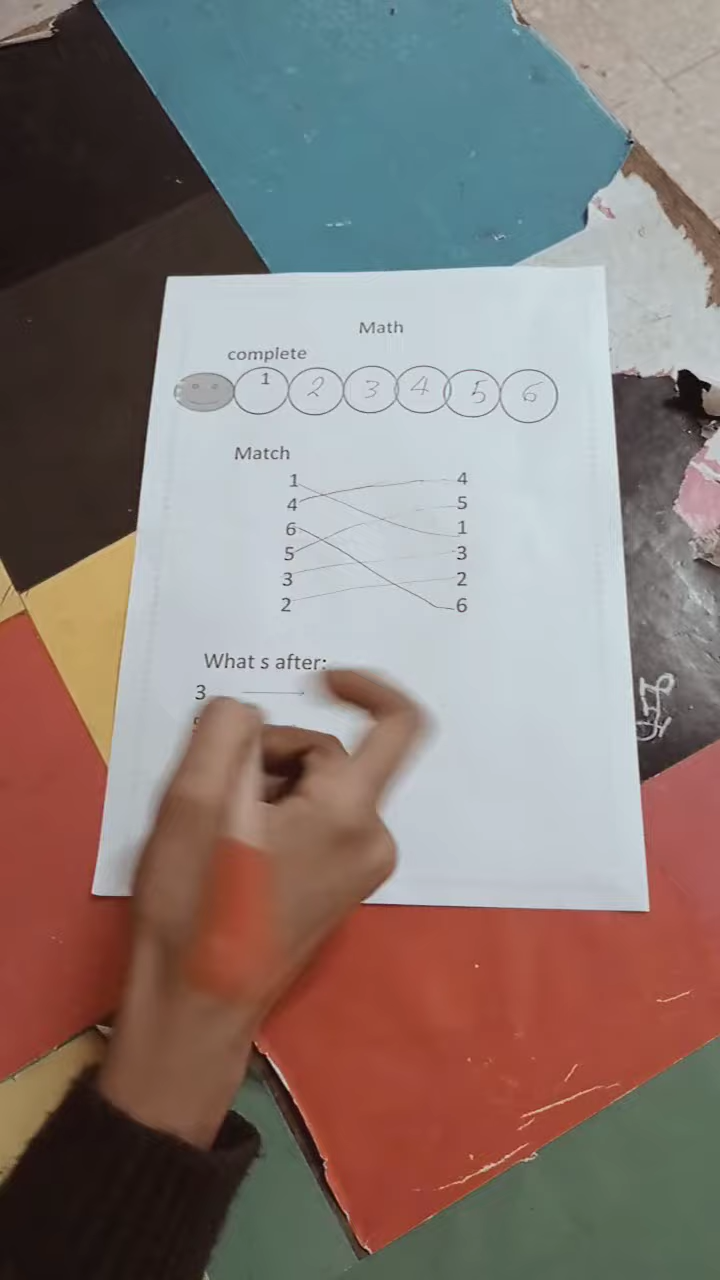 Math
complete
1 2 3 4 5 6
Match
1 4
4 5
6 1
5 3
3 2
2 6
What s after:
3